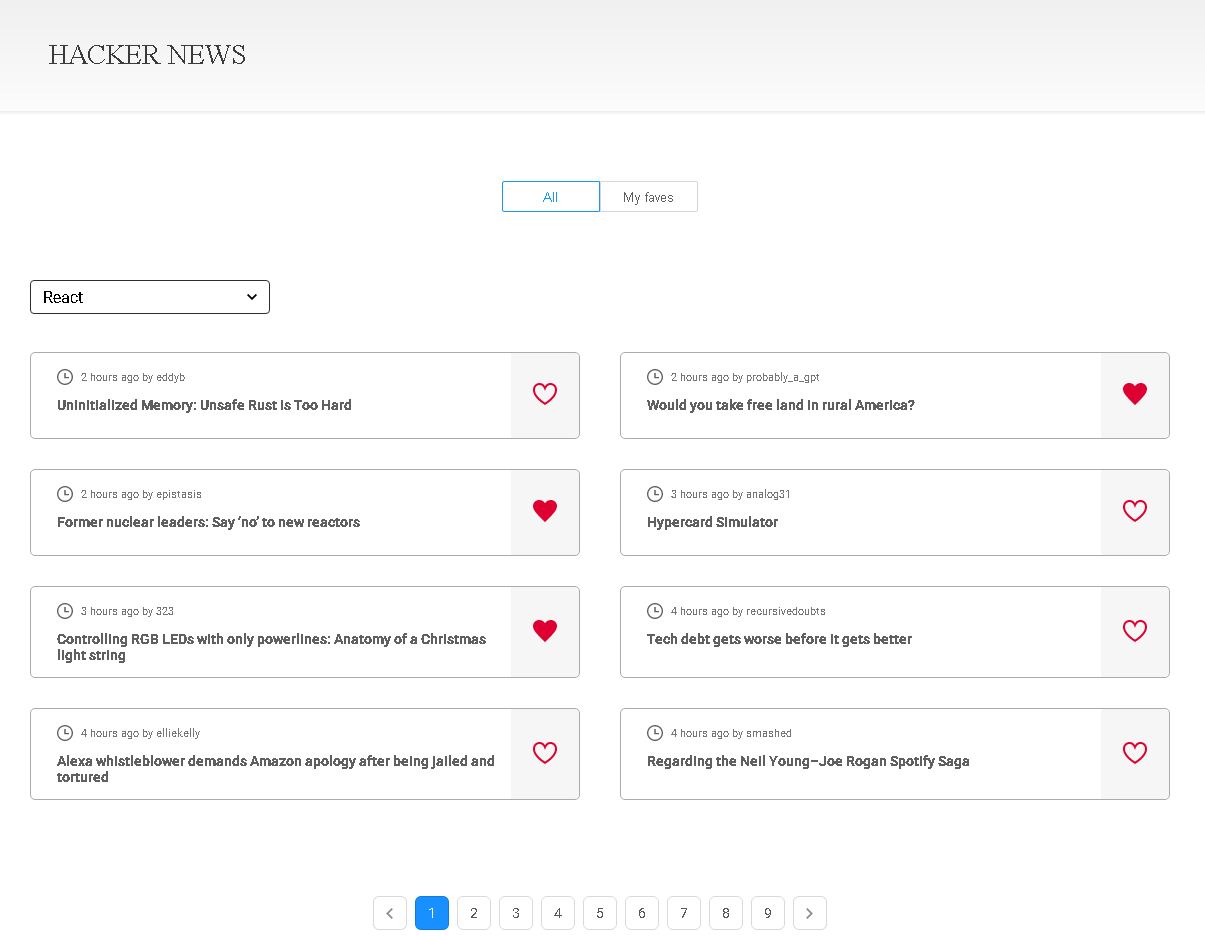 HACKER NEWS
All
My faves
React
2 hours ago by eddyb
Uninitialized Memory: Unsafe Rust is Too Hard
2 hours ago by probably_a_gpt
Would you take free land in rural America?
2 hours ago by epistasis
Former nuclear leaders: Say ‘no’ to new reactors
3 hours ago by analog31
Hypercard Simulator
3 hours ago by 323
Controlling RGB LEDs with only powerlines: Anatomy of a Christmas
light string
4 hours ago by recursivedoubts
Tech debt gets worse before it gets better
4 hours ago by elliekelly
Alexa whistleblower demands Amazon apology after being jailed and
tortured
4 hours ago by smashed
Regarding the Neil Young–Joe Rogan Spotify Saga
1 2 3 4 5 6 7 8 9